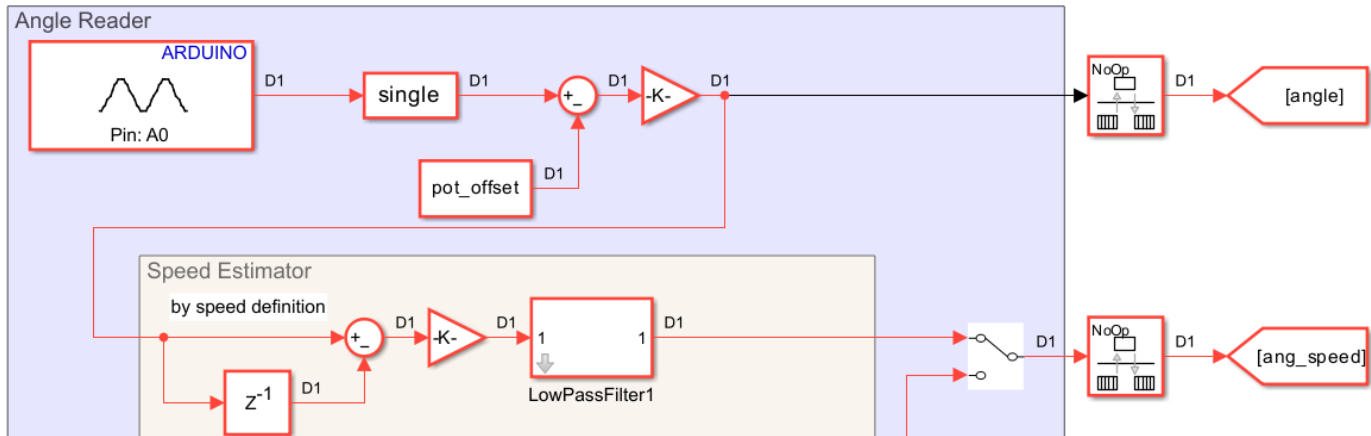 Angle Reader
ARDUINO
Pin: A0
D1
single
D1
+
-
D1
-K-
D1
NoOp
D1
[angle]
pot_offset
D1
Speed Estimator
by speed definition
+
-
D1
-K-
D1
1
1
D1
LowPassFilter1
Z-1
D1
D1
NoOp
D1
[ang_speed]